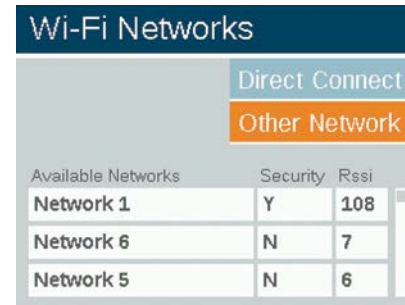 Wi-Fi Networks
Direct Connect
Other Network
Available Networks Security Rssi
Network 1 Y 108
Network 6 N 7
Network 5 N 6